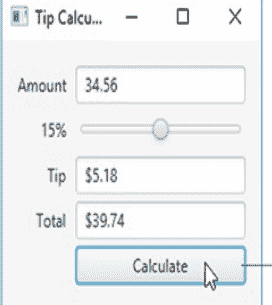 Tip Calcu...
Amount 34.56
15%
Tip $5.18
Total $39.74
Calculate